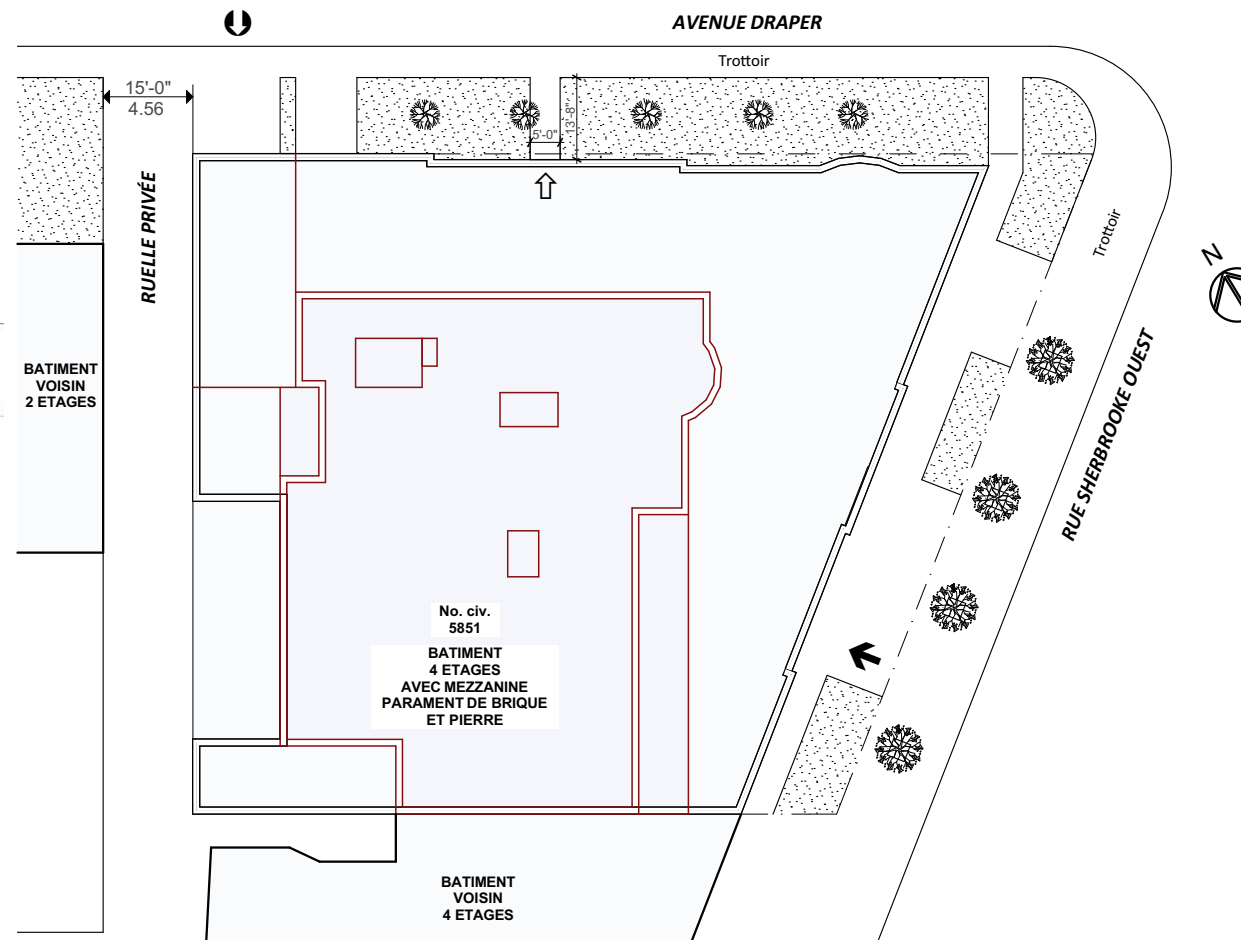 AVENUE DRAPER
Trottoir
15'-0"
4.56
5'-0"
13'-8"
RUELLE PRIVÉE
Trottoir
N
BATIMENT
VOISIN
2 ETAGES
RUE SHERBROOKE OUEST
No. civ.
5851
BATIMENT
4 ETAGES
AVEC MEZZANINE
PARAMENT DE BRIQUE
ET PIERRE
BATIMENT
VOISIN
4 ETAGES